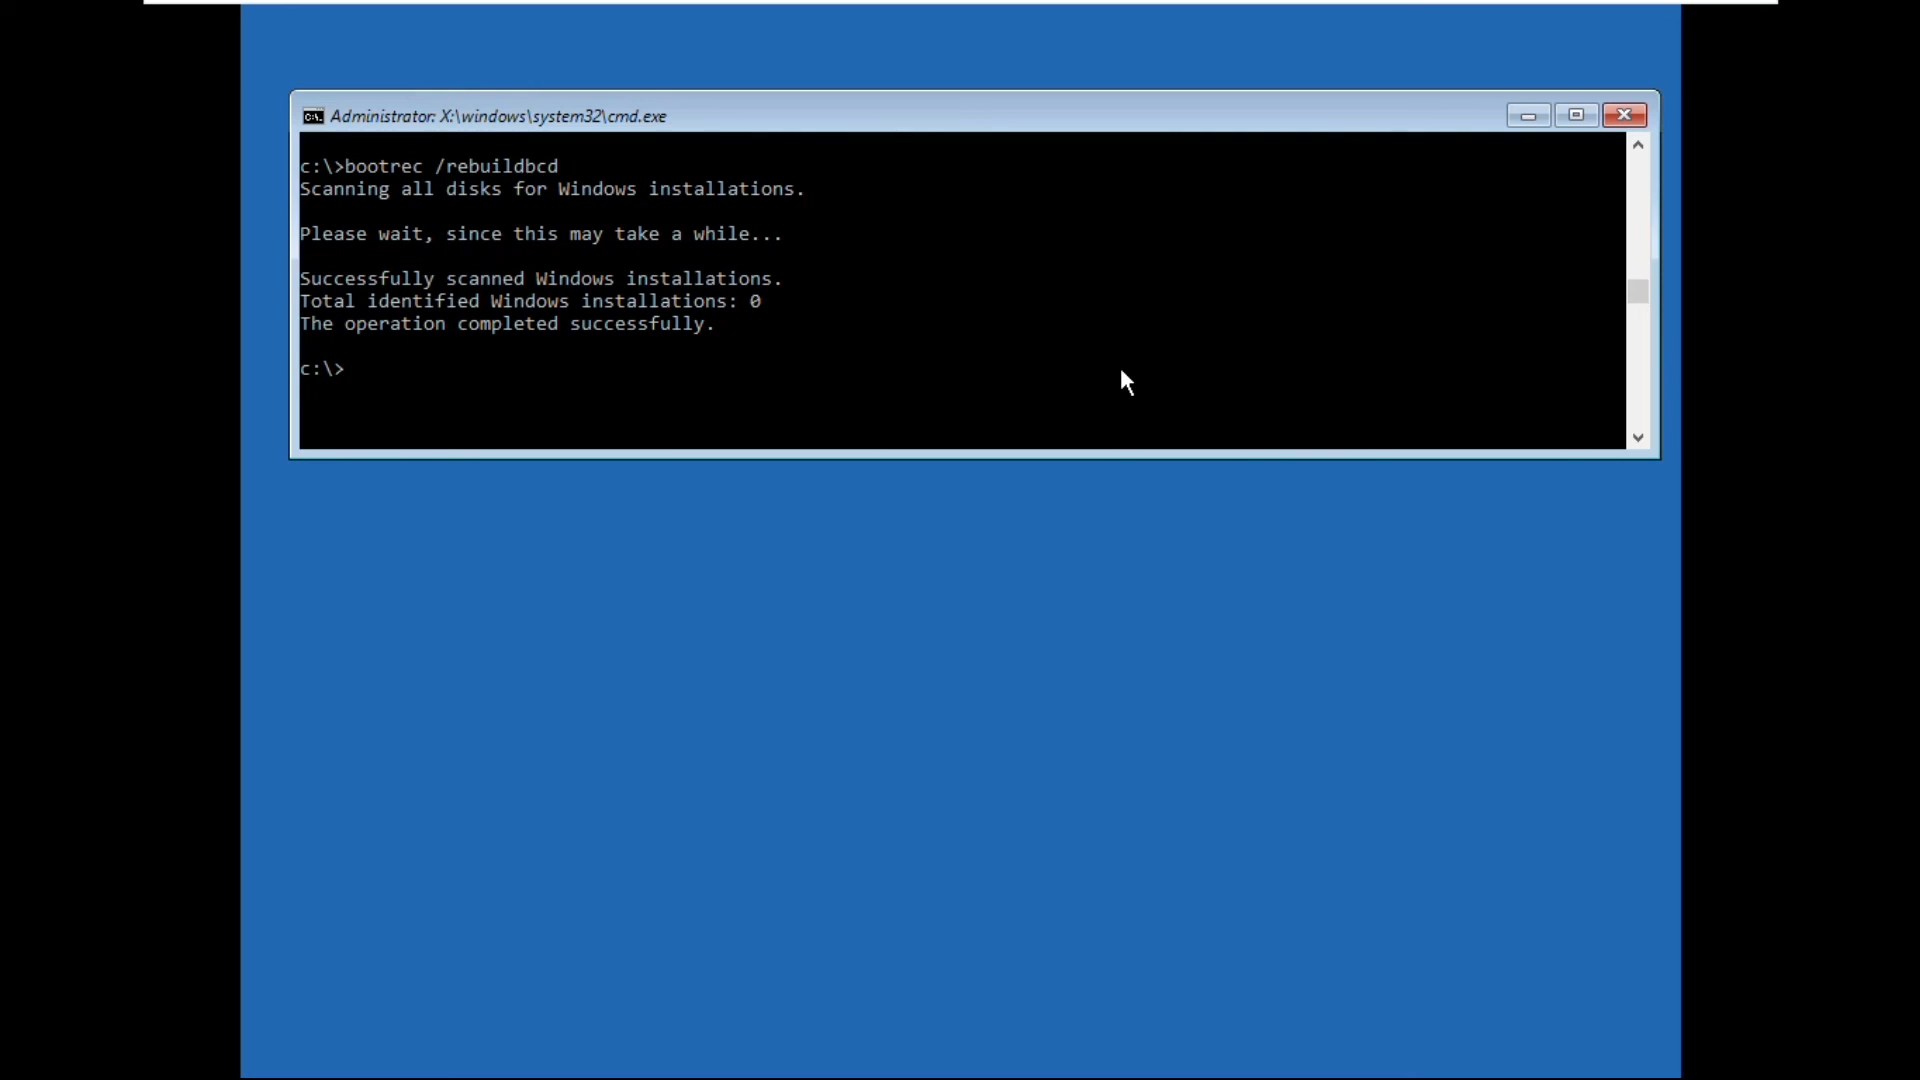 Administrator: X:\windows\system32\cmd.exe
c:\>bootrec /rebuildbcd
Scanning all disks for Windows installations.
Please wait, since this may take a while...
Successfully scanned Windows installations.
Total identified Windows installations: 0
The operation completed successfully.
c:\>